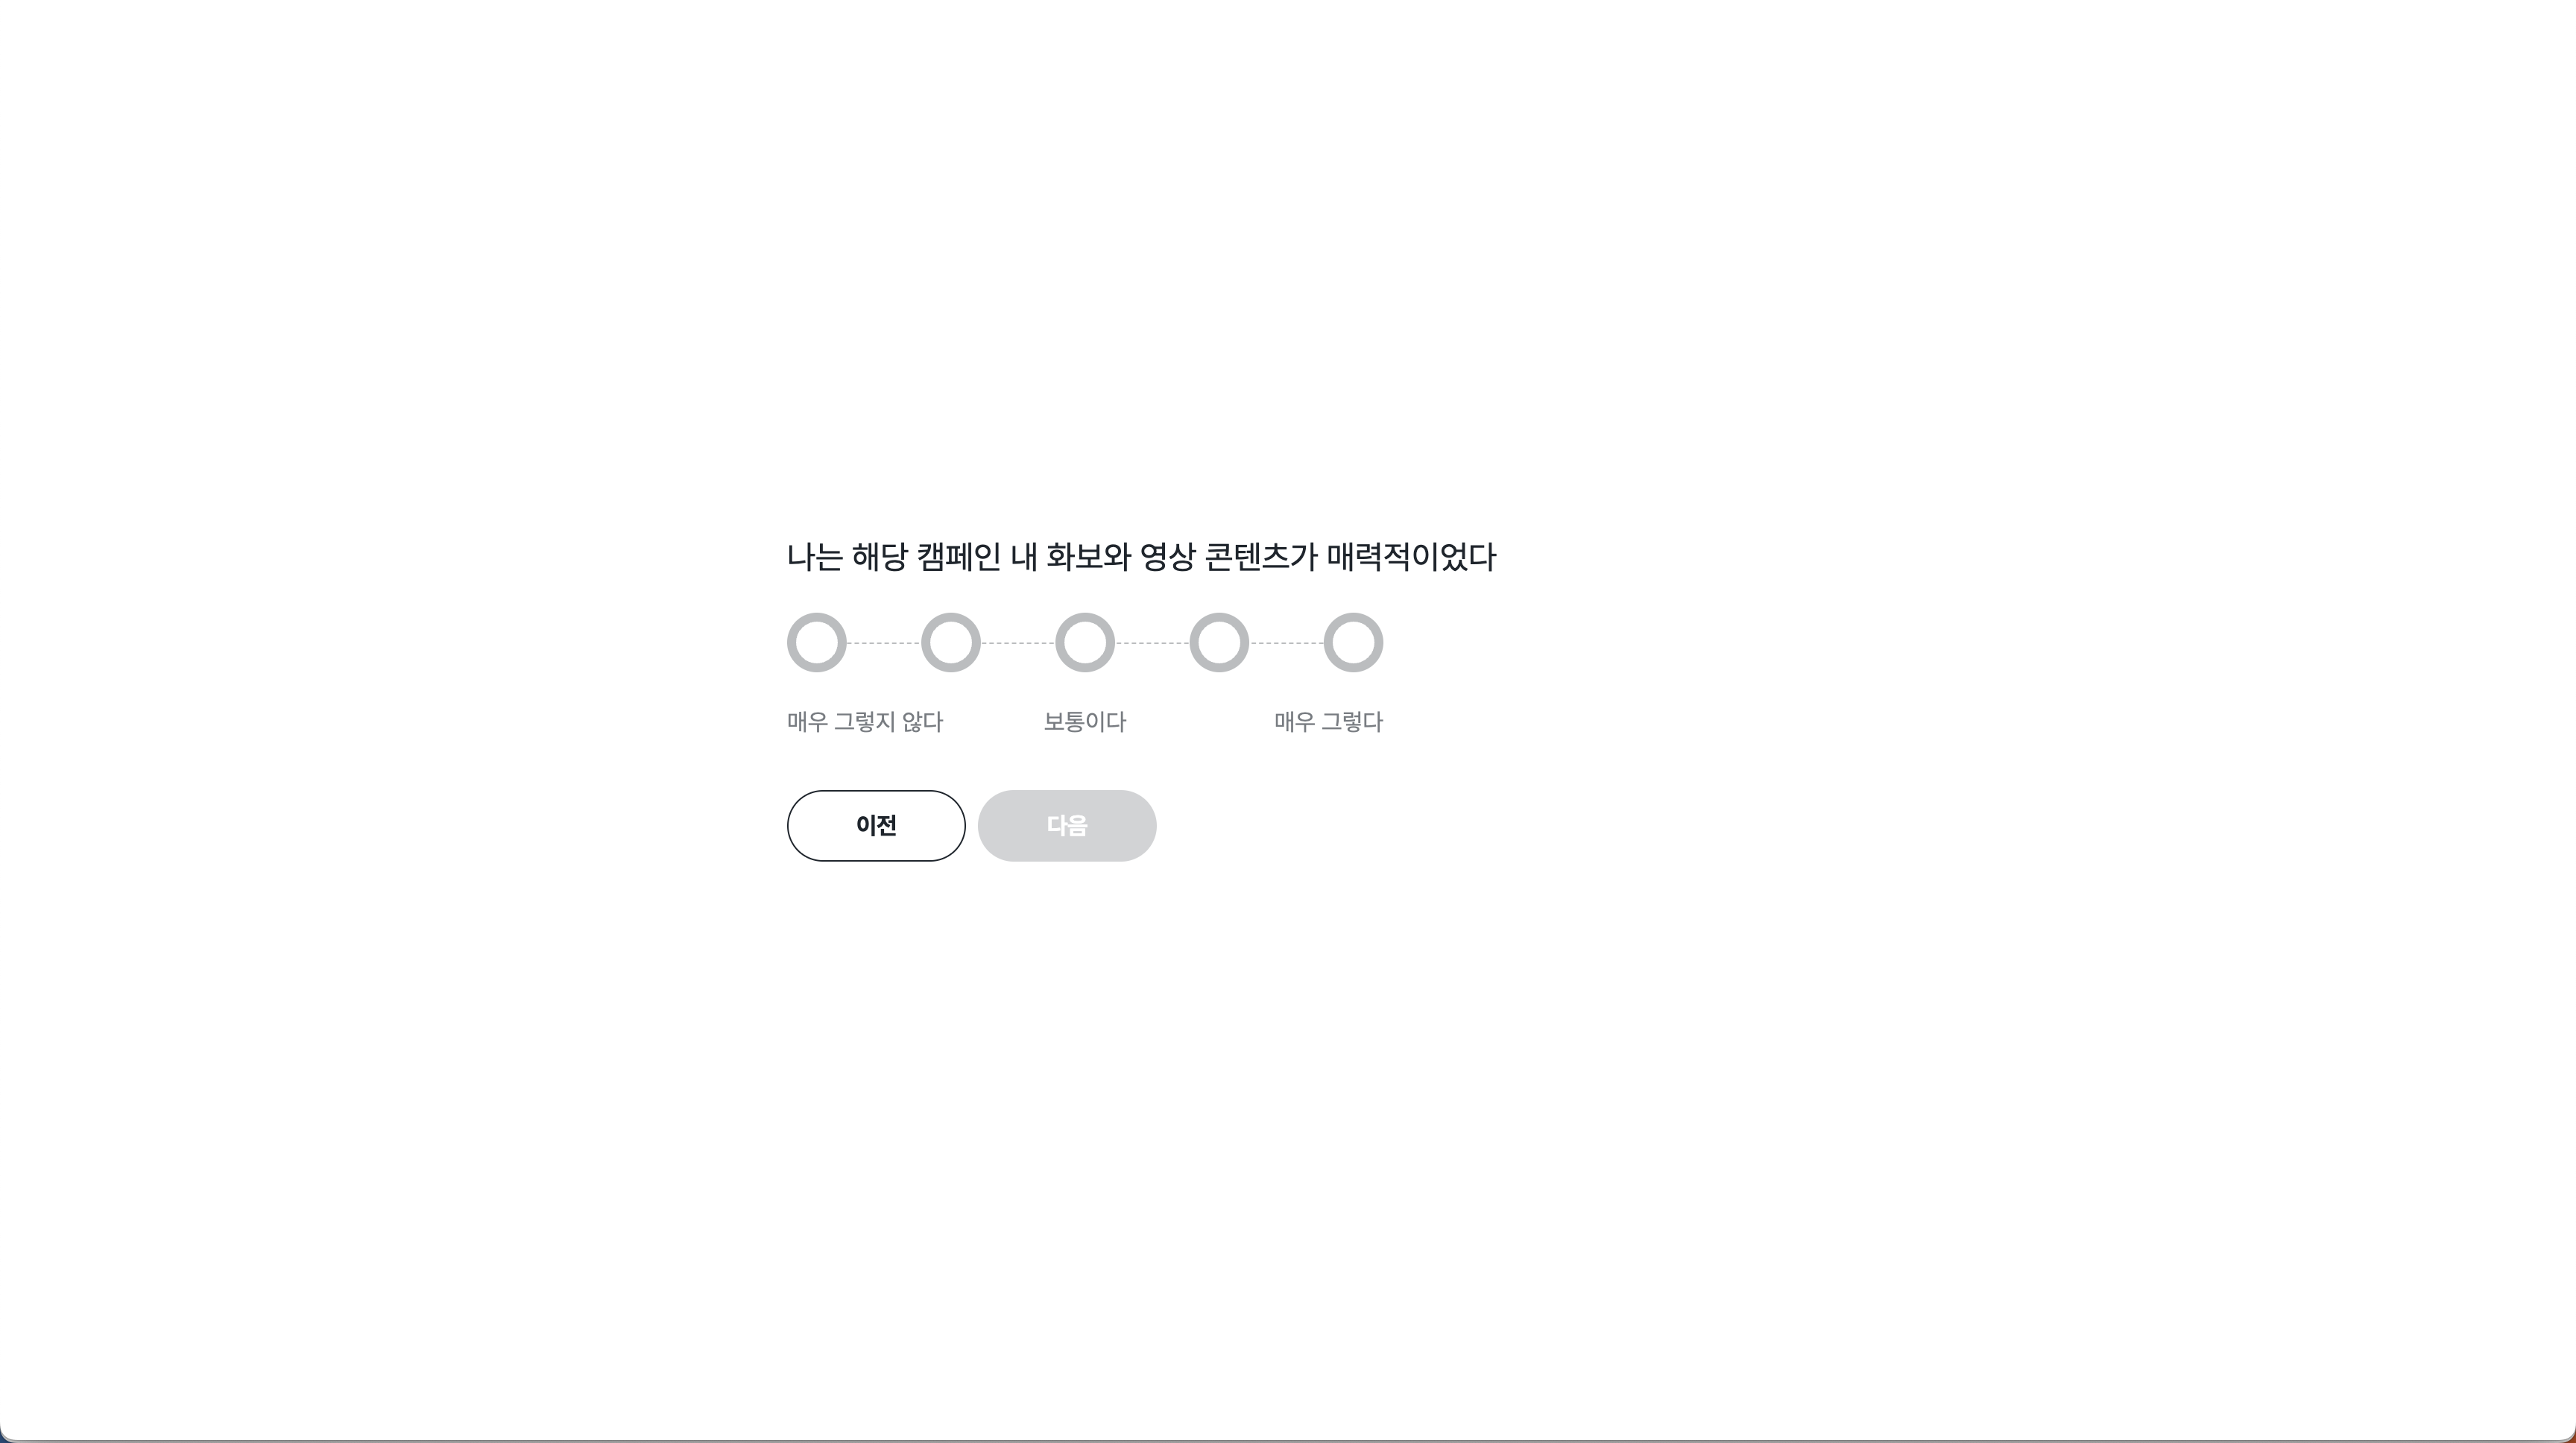 나는 해당 캠페인 내 화보와 영상 콘텐츠가 매력적이었다
매우 그렇지 않다 보통이다 매우 그렇다
이전 다음